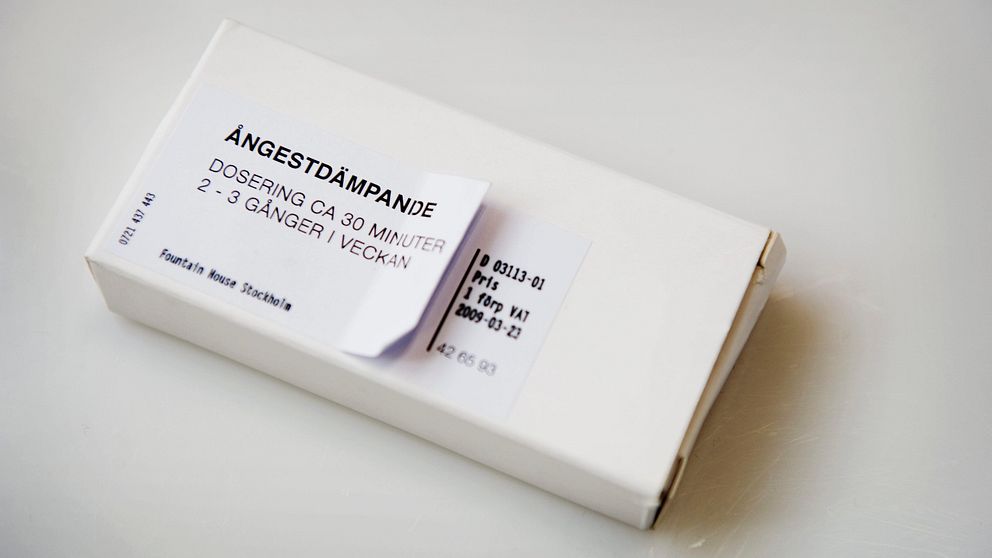 ÅNGESTDÄMPANDE
DOSERING CA 30 MINUTER
2 - 3 GÅNGER I VECKAN
0721 437 443
Fountain House Stockholm
D 03113-01
Pris
1 förp VAT
2009-03-23
42 65 93